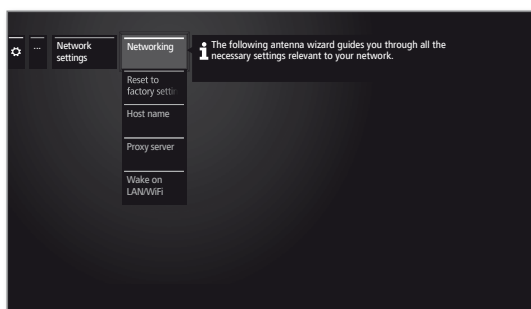 ...
Network
settings
Networking
The following antenna wizard guides you through all the
necessary settings relevant to your network.
Reset to
factory settin
Host name
Proxy server
Wake on
LAN/WiFi